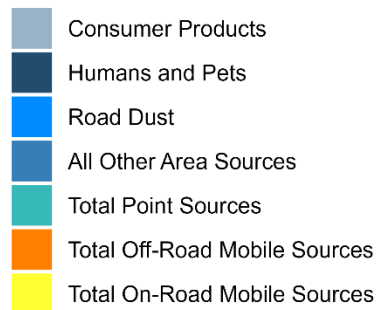 Consumer Products
Humans and Pets
Road Dust
All Other Area Sources
Total Point Sources
Total Off-Road Mobile Sources
Total On-Road Mobile Sources